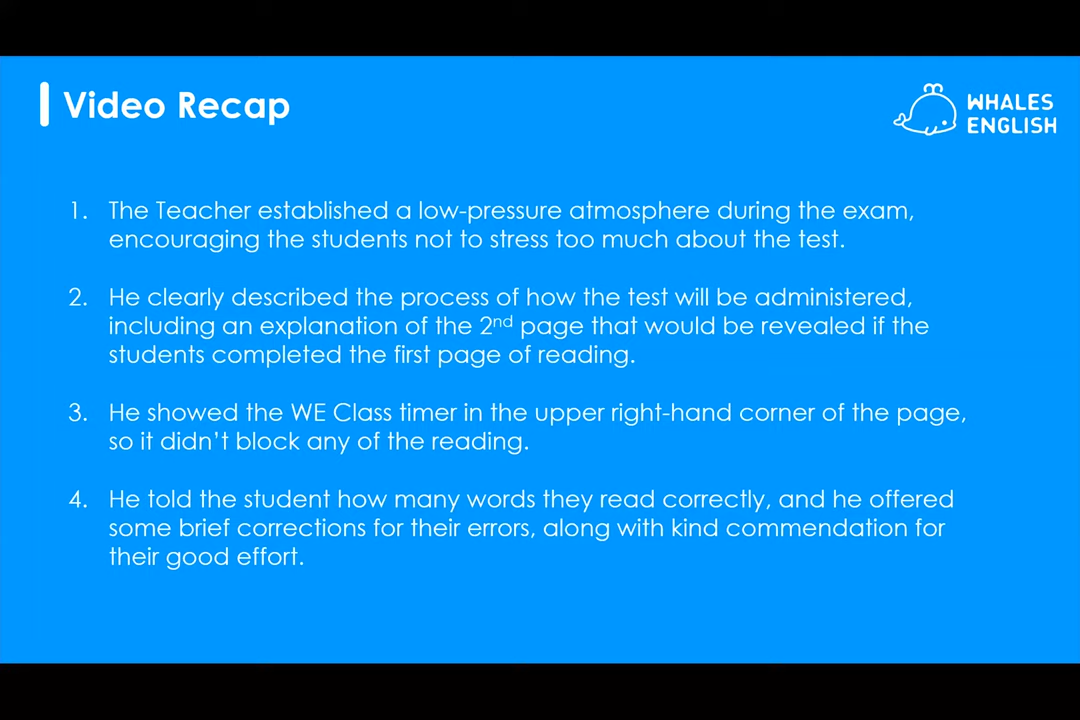 Video Recap
WHALES
ENGLISH
1. The Teacher established a low-pressure atmosphere during the exam,
encouraging the students not to stress too much about the test.
2. He clearly described the process of how the test will be administered,
including an explanation of the 2nd page that would be revealed if the
students completed the first page of reading.
3. He showed the WE Class timer in the upper right-hand corner of the page,
so it didn't block any of the reading.
4. He told the student how many words they read correctly, and he offered
some brief corrections for their errors, along with kind commendation for
their good effort.